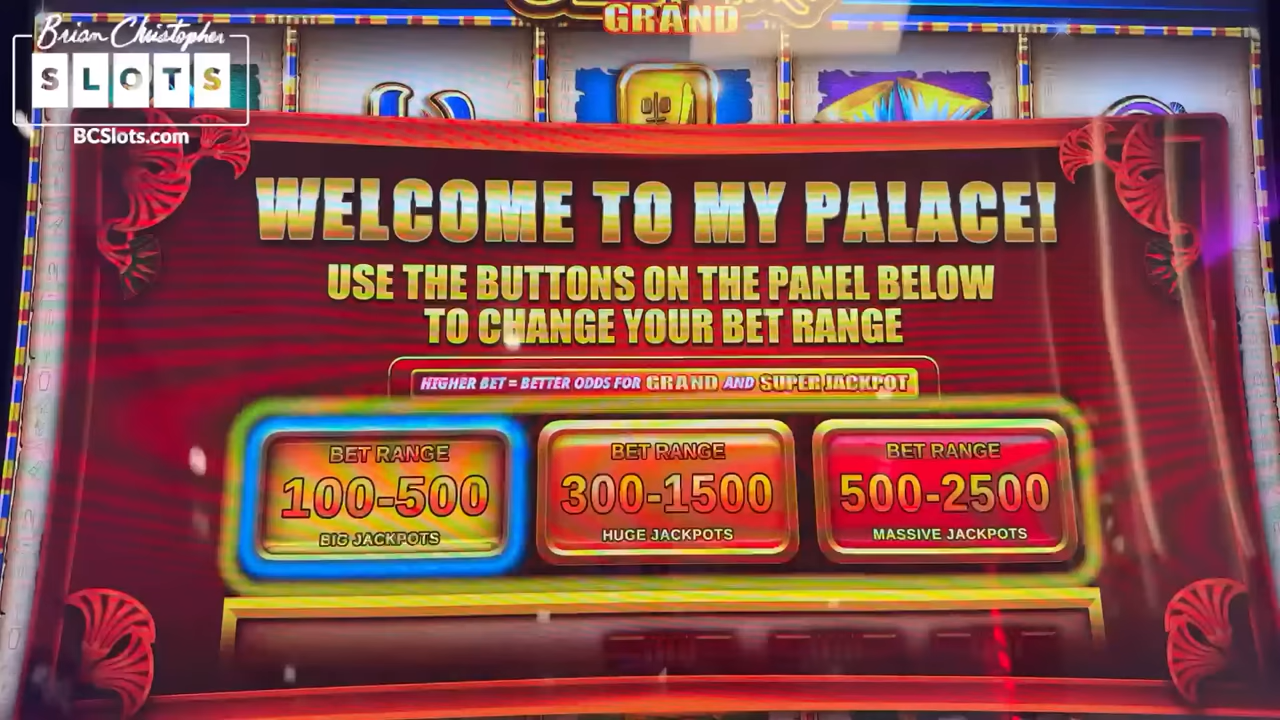 GRAND
Brian Christopher
SLOTS
BCSlots.com
WELCOME TO MY PALACE!
USE THE BUTTONS ON THE PANEL BELOW
TO CHANGE YOUR BET RANGE
HIGHER BET = BETTER ODDS FOR GRAND AND SUPER JACKPOT
BET RANGE
100-500
BIG JACKPOTS
BET RANGE
300-1500
HUGE JACKPOTS
BET RANGE
500-2500
MASSIVE JACKPOTS